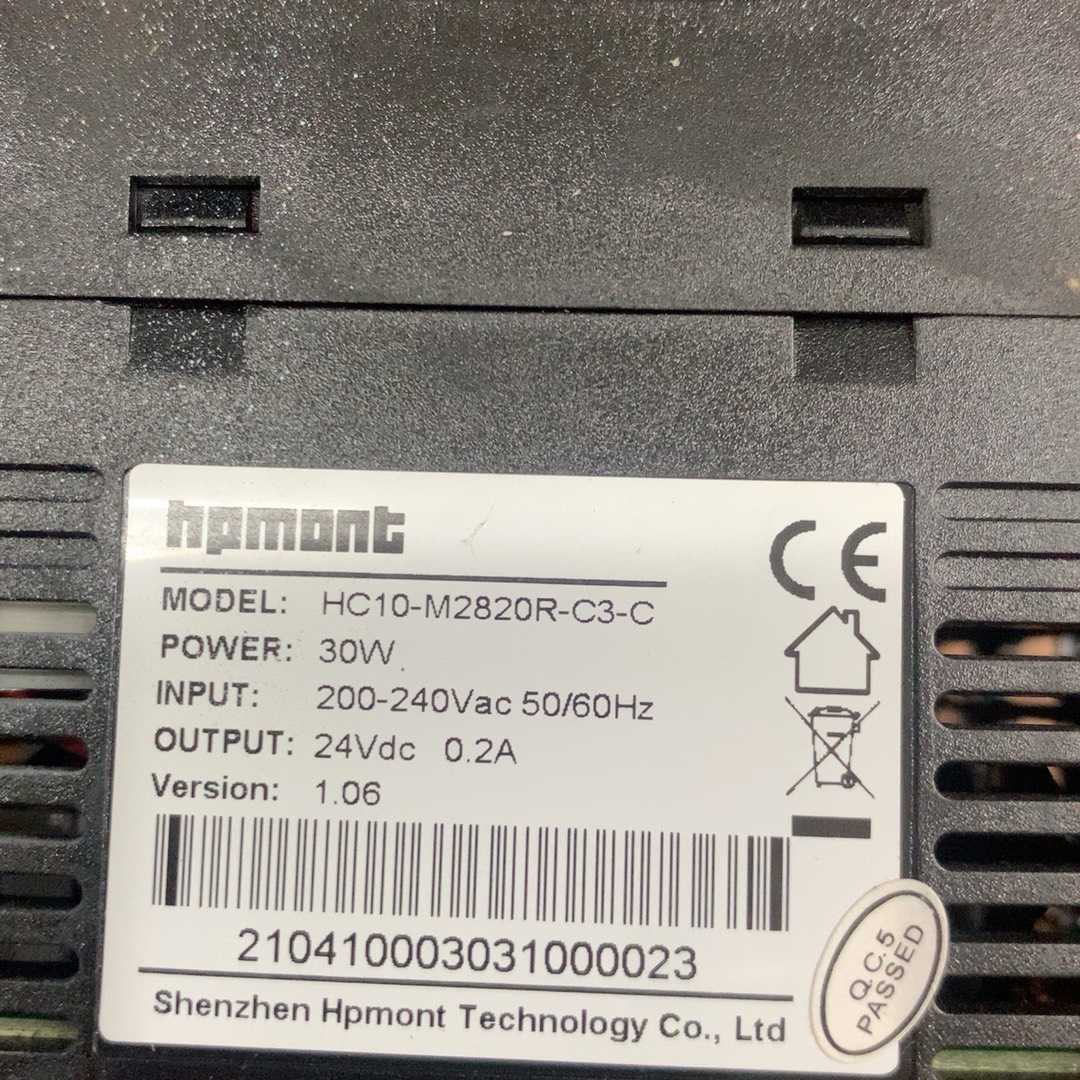 hpmont
CE
MODEL: HC10-M2820R-C3-C
POWER: 30W
INPUT: 200-240Vac 50/60Hz
OUTPUT: 24Vdc 0.2A
Version: 1.06
210410003031000023
Shenzhen Hpmont Technology Co., Ltd
Q.C.5
PASSED